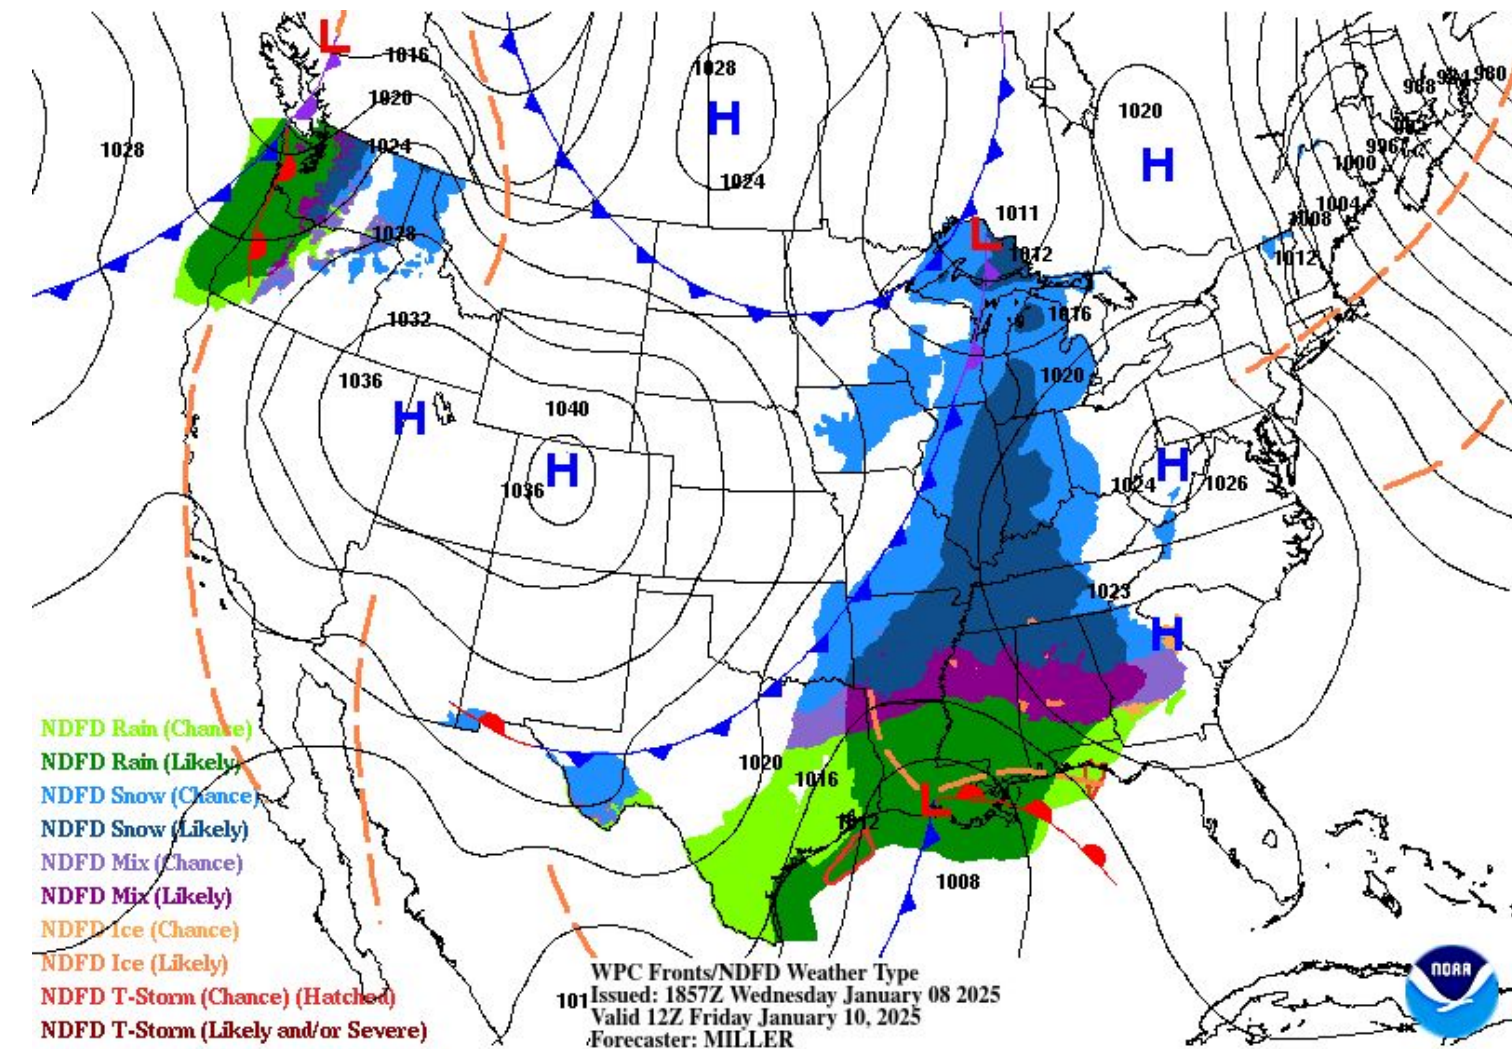 L
1016
1020
1028
H
1024
1020
H
988
984
980
992
996
1000
1004
1008
1012
1028
1024
1028
1011
L
1012
1016
1032
1036
H
1040
H
1036
1020
1024
H
1026
1023
H
NDFD Rain (Chance)
NDFD Rain (Likely)
NDFD Snow (Chance)
NDFD Snow (Likely)
NDFD Mix (Chance)
NDFD Mix (Likely)
NDFD Ice (Chance)
NDFD Ice (Likely)
NDFD T-Storm (Chance) (Hatched)
NDFD T-Storm (Likely and/or Severe)
1020
1016
1012
L
1008
101
WPC Fronts/NDFD Weather Type
Issued: 1857Z Wednesday January 08 2025
Valid 12Z Friday January 10, 2025
Forecaster: MILLER
NOAA